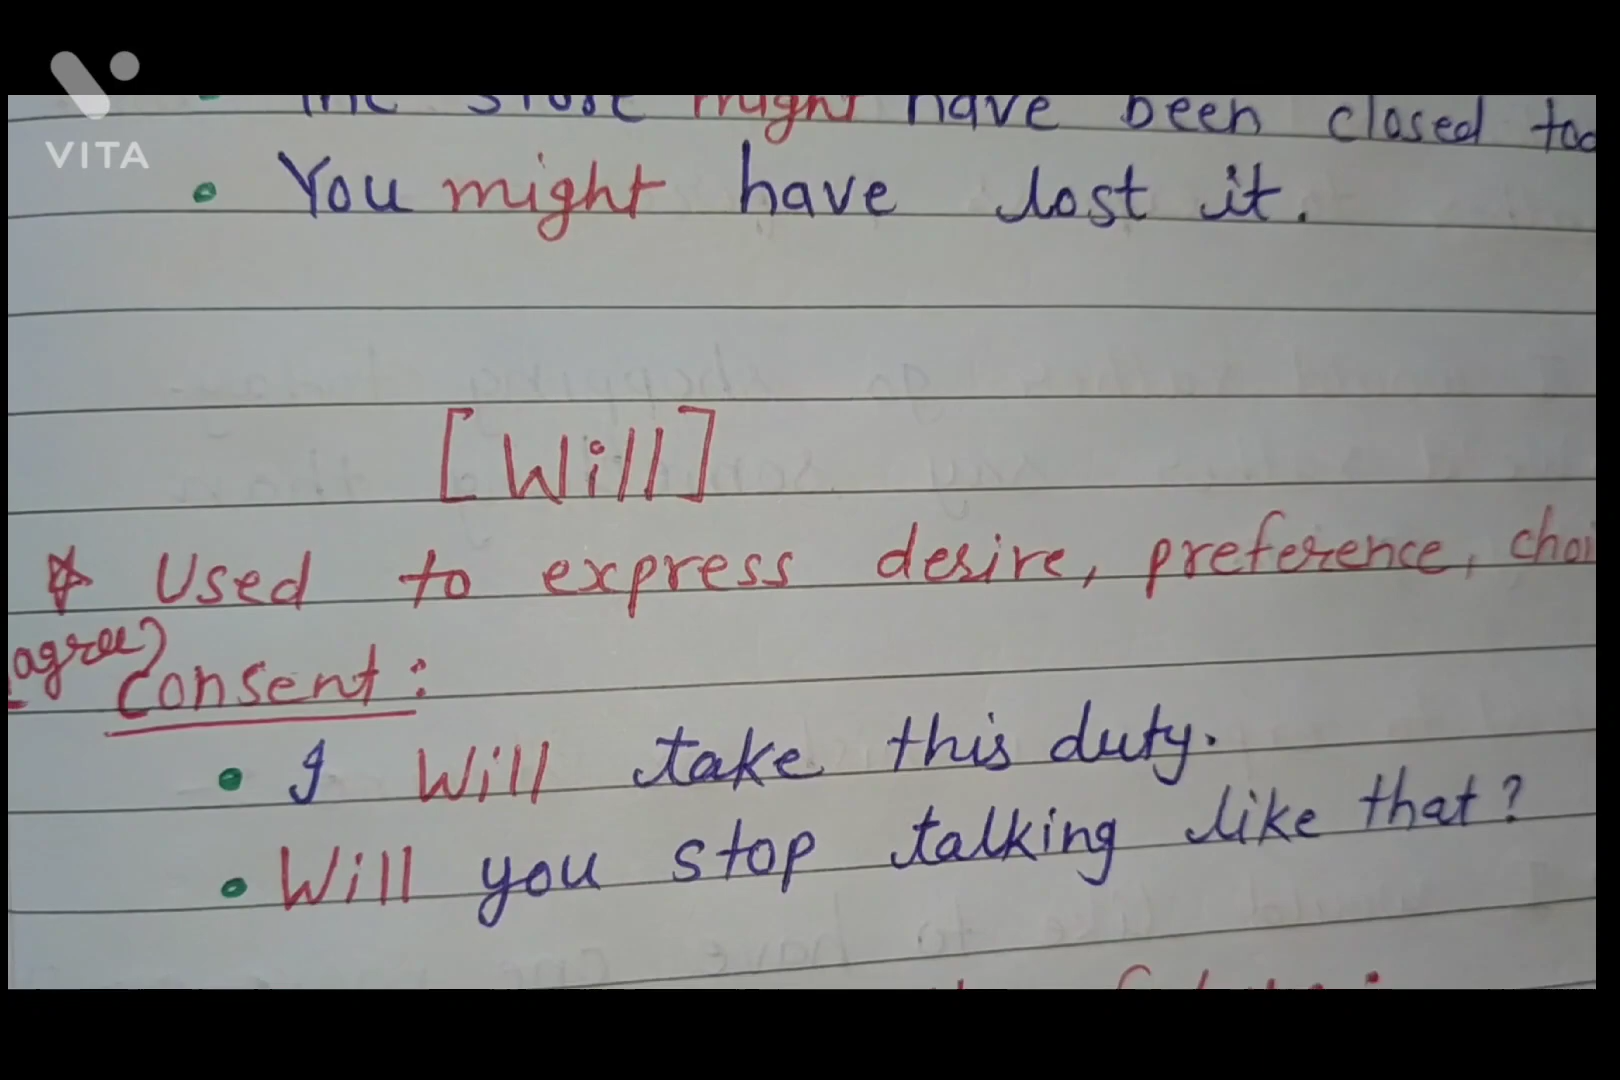 VITA
might have been closed
• You might have lost it.
[Will]
* Used to express desire, preference,
(agree)
Consent:
• I Will take this duty.
• Will you stop talking like that?